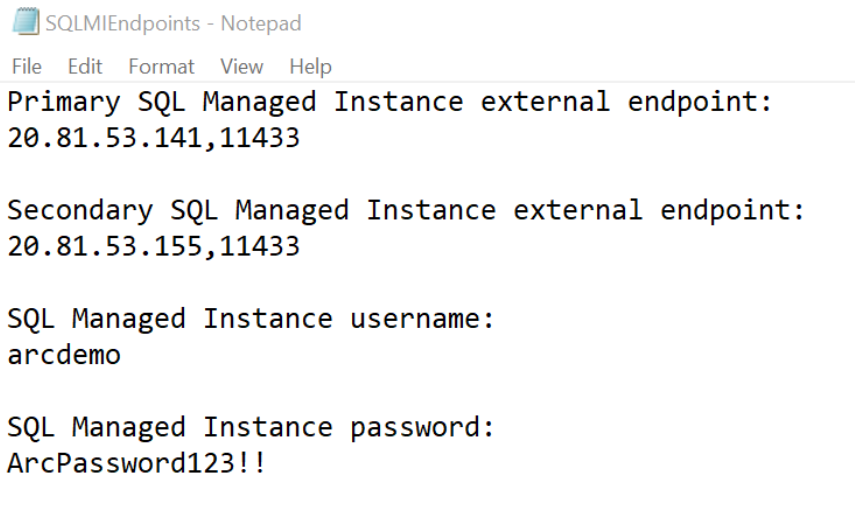 SQLMIEndpoints - Notepad
File Edit Format View Help
Primary SQL Managed Instance external endpoint:
20.81.53.141,11433
Secondary SQL Managed Instance external endpoint:
20.81.53.155,11433
SQL Managed Instance username:
arcdemo
SQL Managed Instance password:
ArcPassword123!!